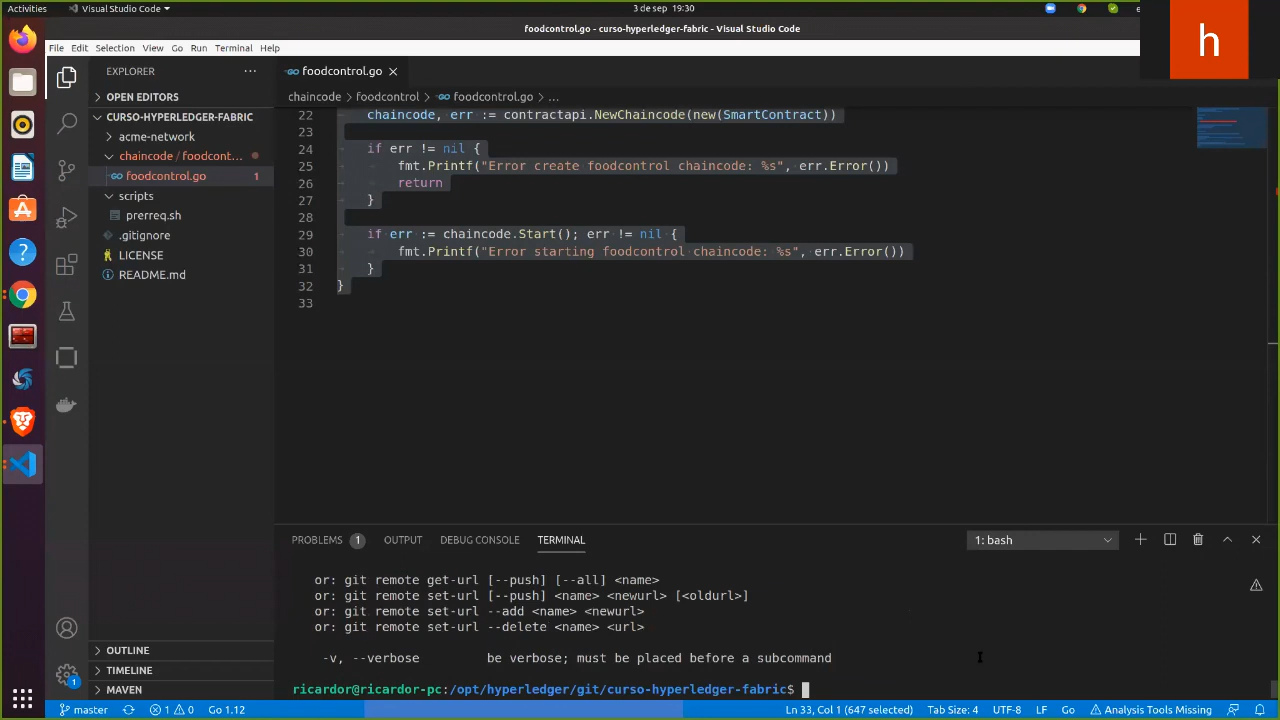 Activities
Visual Studio Code
3 de sep 19:30
foodcontrol.go - curso-hyperledger-fabric - Visual Studio Code
h
File Edit Selection View Go Run Terminal Help
EXPLORER
foodcontrol.go
OPEN EDITORS
chaincode > foodcontrol > foodcontrol.go > ...
CURSO-HYPERLEDGER-FABRIC
acme-network
chaincode / foodcont...
foodcontrol.go 1
scripts
prerreq.sh
.gitignore
LICENSE
README.md
22 chaincode, err := contractapi.NewChaincode(new(SmartContract))
23
24 if err != nil {
25 fmt.Printf("Error create foodcontrol chaincode: %s", err.Error())
26 return
27 }
28
29 if err := chaincode.Start(); err != nil {
30 fmt.Printf("Error starting foodcontrol chaincode: %s", err.Error())
31 }
32 }
33
PROBLEMS 1 OUTPUT DEBUG CONSOLE TERMINAL
1: bash
or: git remote get-url [--push] [--all] <name>
or: git remote set-url [--push] <name> <newurl> [<oldurl>]
or: git remote set-url --add <name> <newurl>
or: git remote set-url --delete <name> <url>
-v, --verbose be verbose; must be placed before a subcommand
ricardor@ricardor-pc:/opt/hyperledger/git/curso-hyperledger-fabric$
OUTLINE
TIMELINE
MAVEN
1
master 1 0 Go 1.12
Ln 33, Col 1 (647 selected) Tab Size: 4 UTF-8 LF Go Analysis Tools Missing